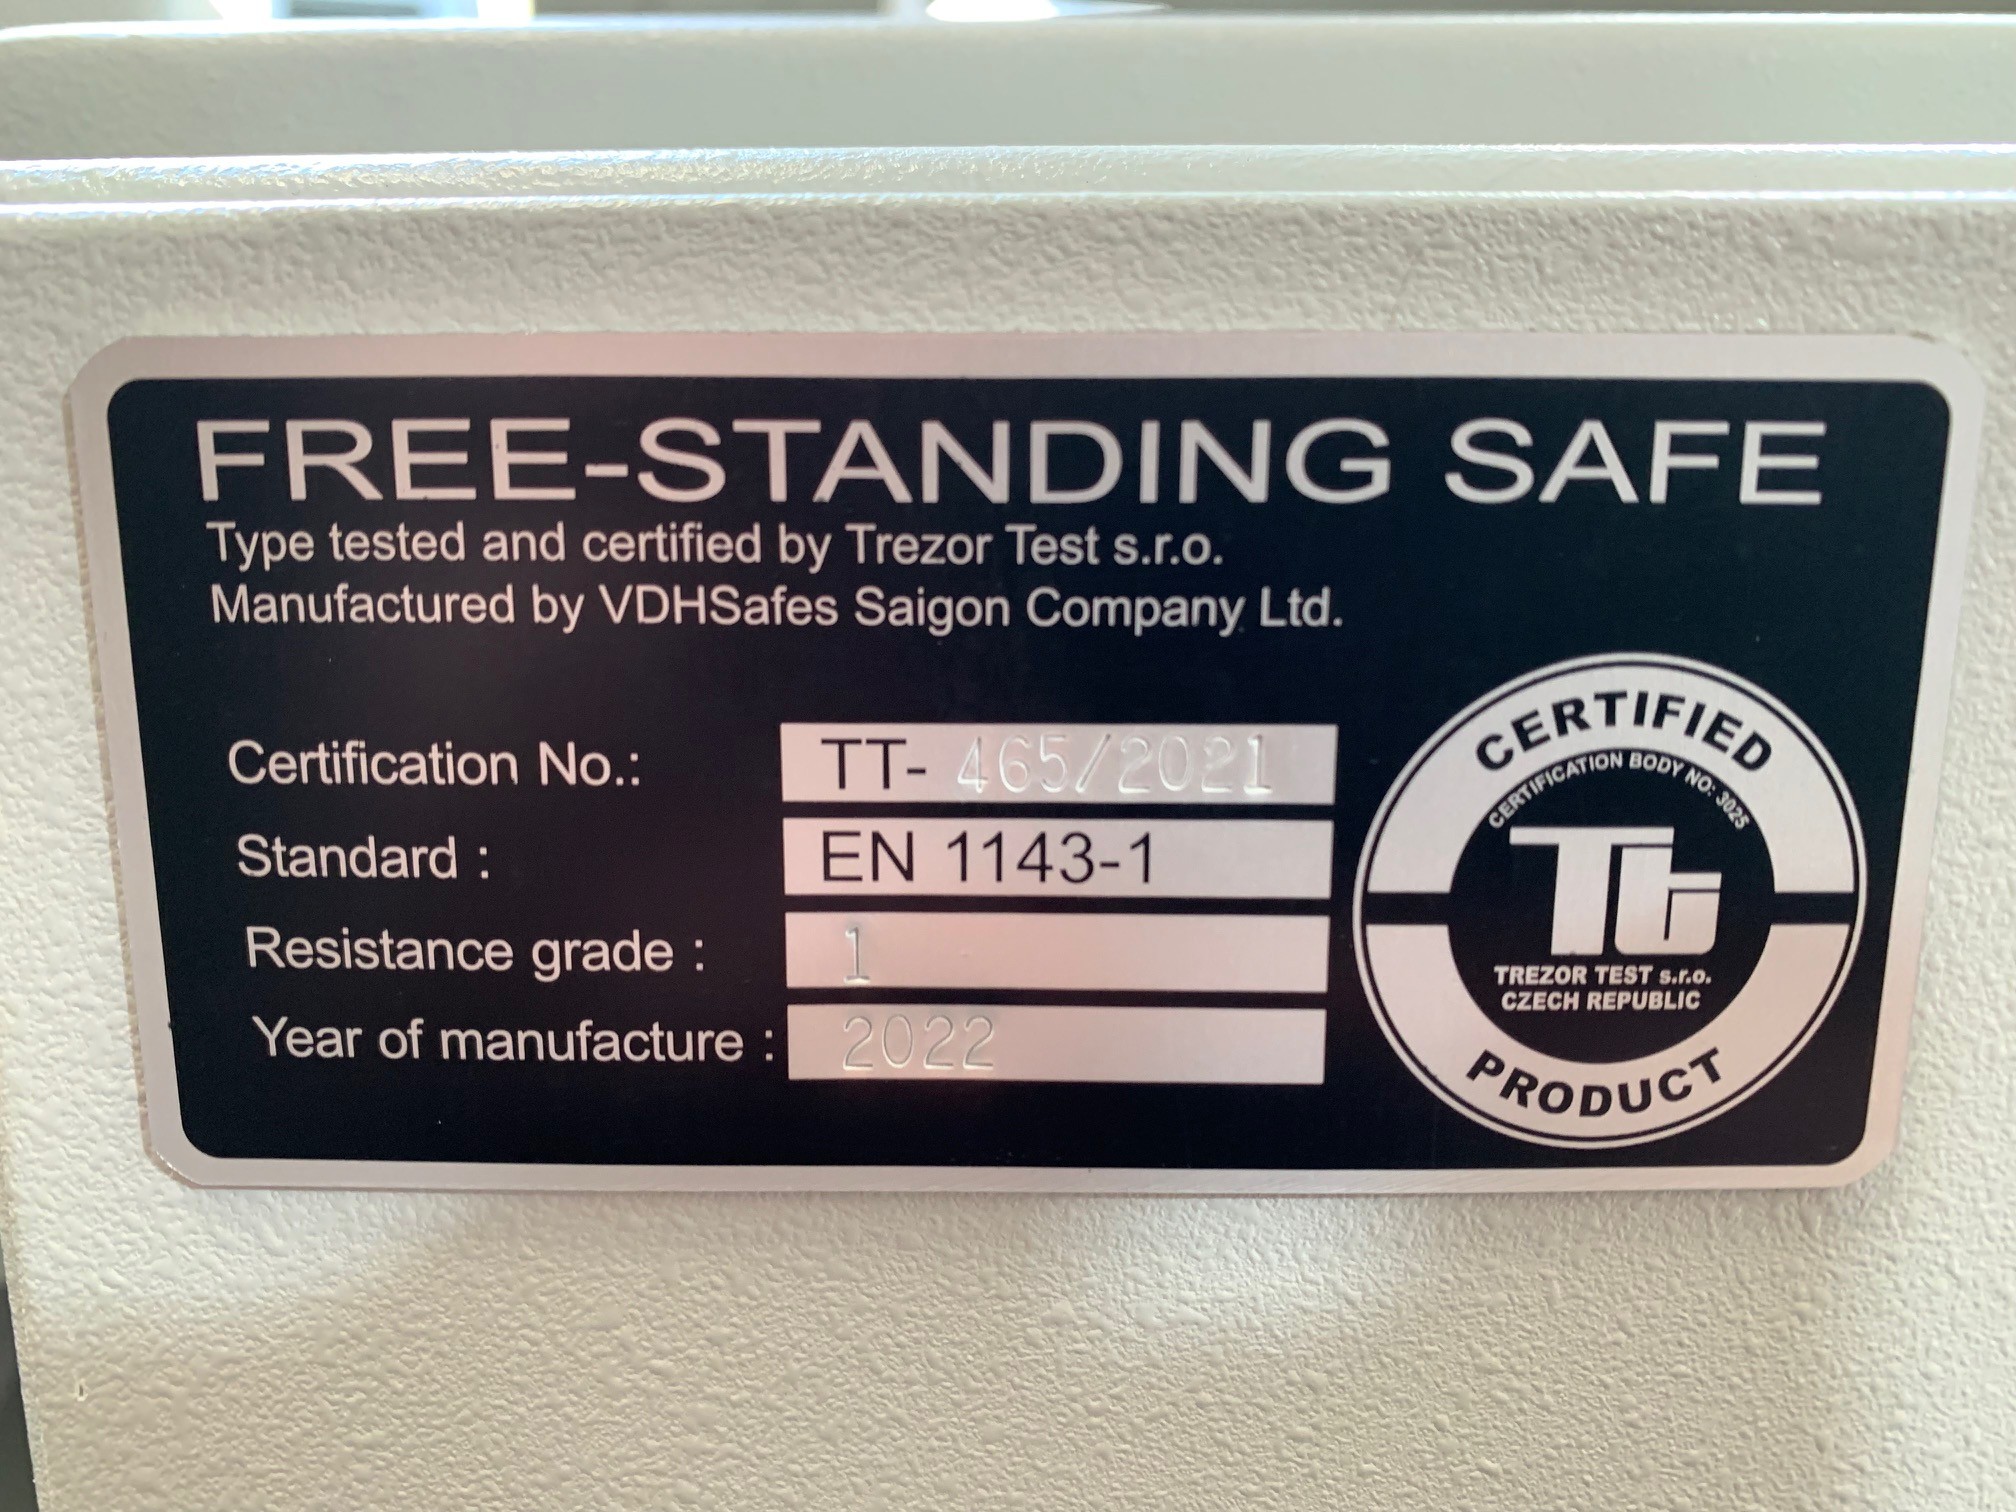 FREE-STANDING SAFE
Type tested and certified by Trezor Test s.r.o.
Manufactured by VDHSafes Saigon Company Ltd.
Certification No.: TT- 465/2021
Standard : EN 1143-1
Resistance grade : 1
Year of manufacture : 2022
CERTIFIED
CERTIFICATION BODY NO: 3025
Tt
TREZOR TEST s.r.o.
CZECH REPUBLIC
PRODUCT